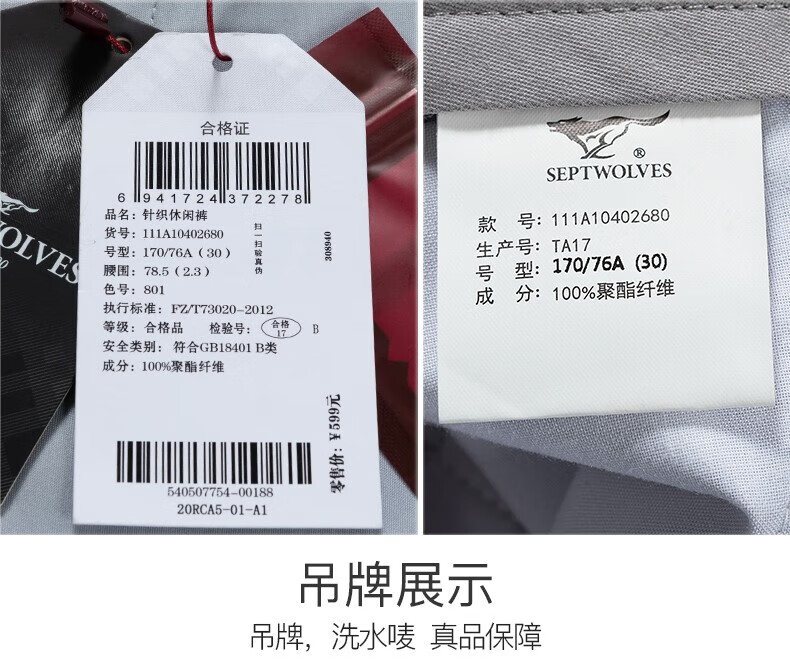 合格证
6 941724 372278
品名: 针织休闲裤
货号: 111A10402680
号型: 170/76A (30)
腰围: 78.5 (2.3)
色号: 801
执行标准: FZ/T73020-2012
等级: 合格品 检验号: 合格 17 B
安全类别: 符合GB18401 B类
成分: 100%聚酯纤维
扫一扫验真伪
308940
零售价: ¥599元
540507754-00188
20RCA5-01-A1
OLVES
SEPTWOLVES ®
款 号: 111A10402680
生产号: TA17
号 型: 170/76A (30)
成 分: 100%聚酯纤维
吊牌展示
吊牌, 洗水唛 真品保障